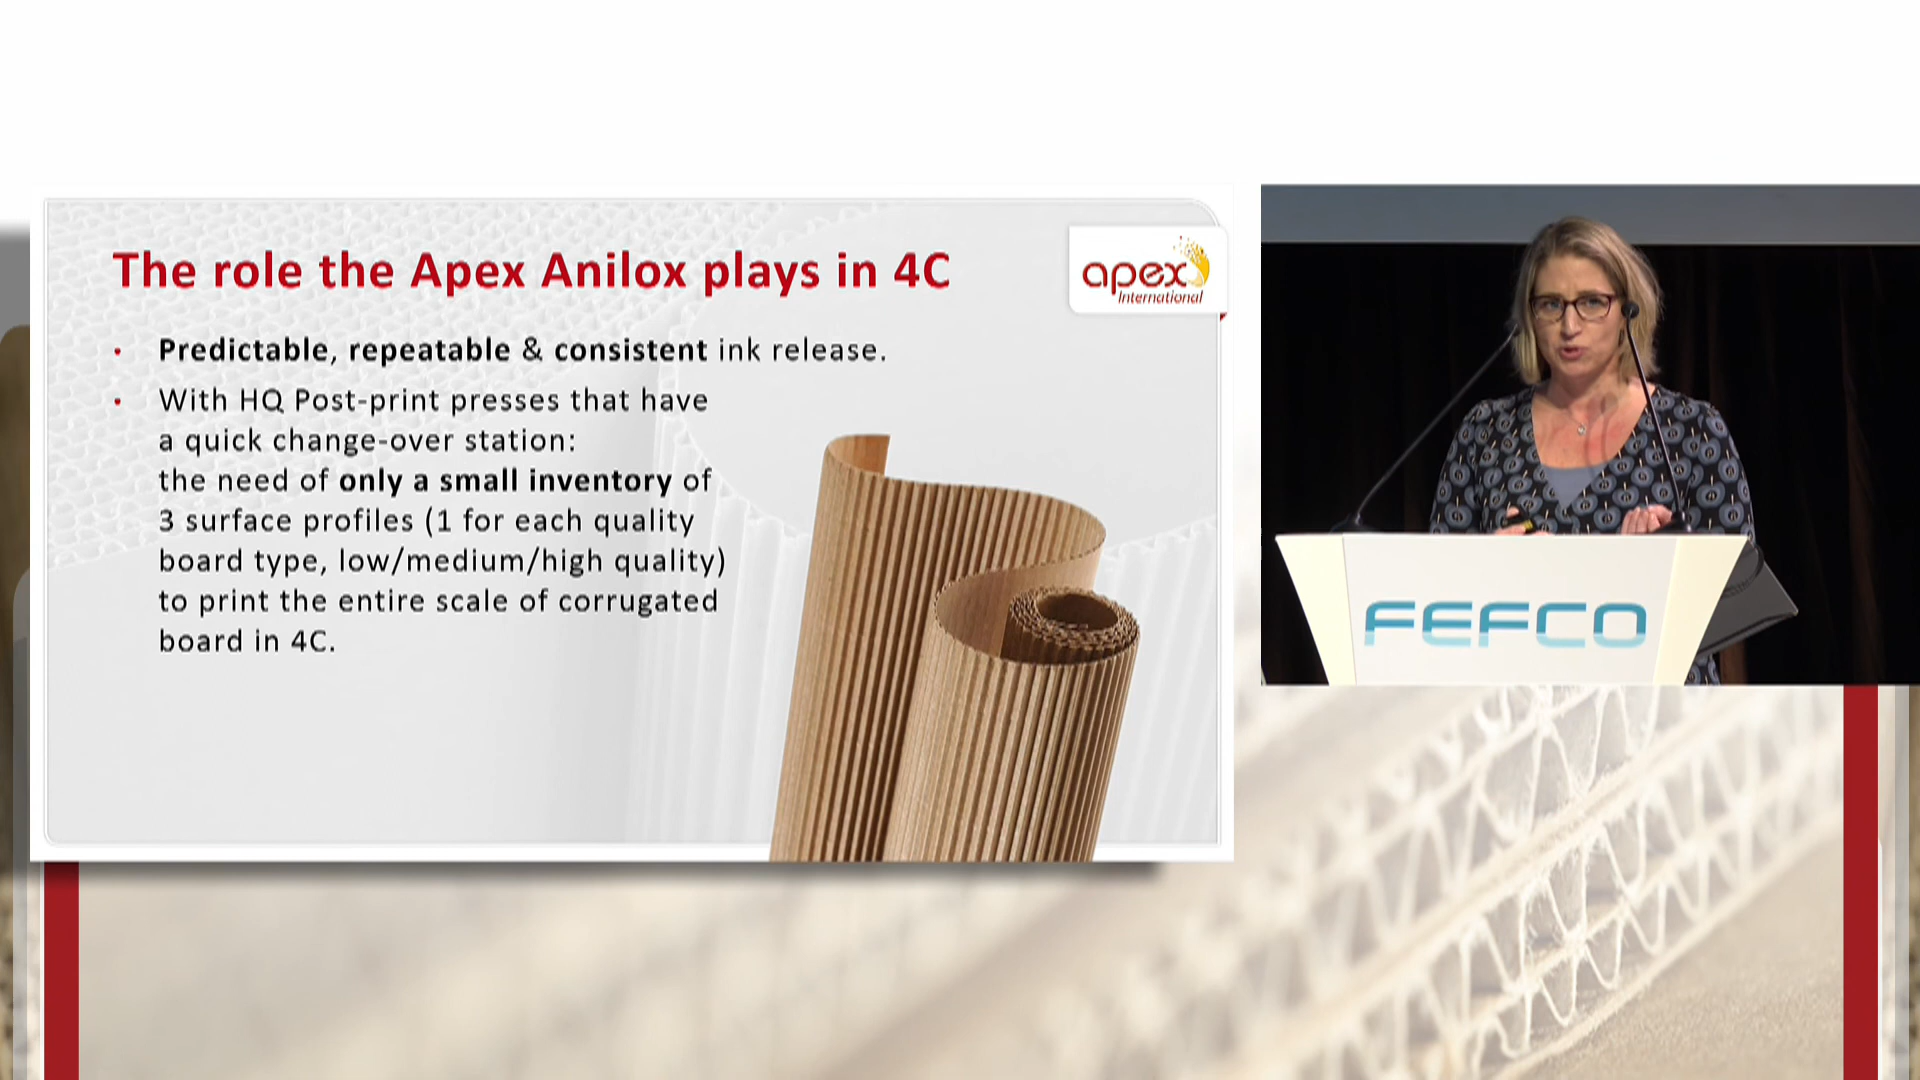 The role the Apex Anilox plays in 4C
apex
International
• Predictable, repeatable & consistent ink release.
• With HQ Post-print presses that have
a quick change-over station:
the need of only a small inventory of
3 surface profiles (1 for each quality
board type, low/medium/high quality)
to print the entire scale of corrugated
board in 4C.
FEFCO